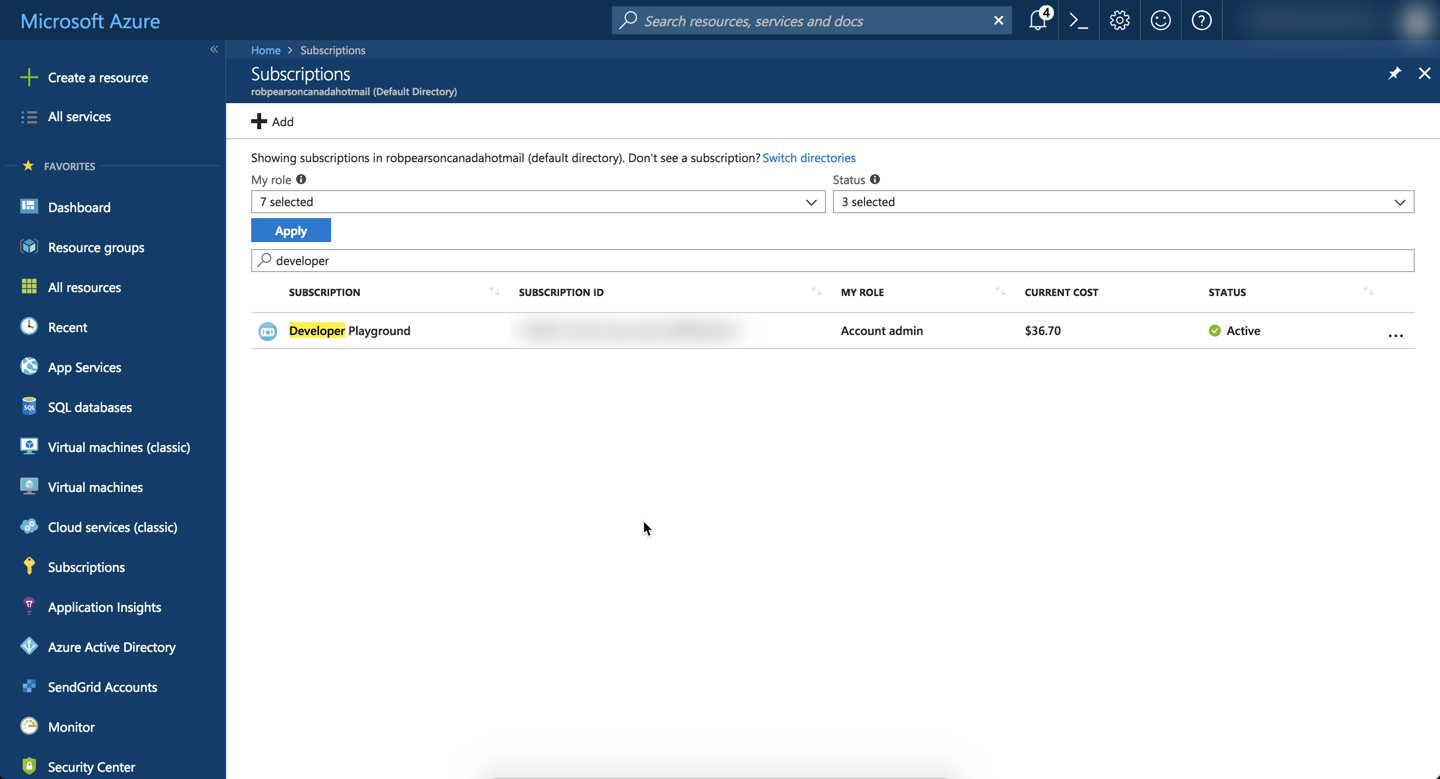 Microsoft Azure
Search resources, services and docs
4
Create a resource
All services
FAVORITES
Dashboard
Resource groups
All resources
Recent
App Services
SQL databases
Virtual machines (classic)
Virtual machines
Cloud services (classic)
Subscriptions
Application Insights
Azure Active Directory
SendGrid Accounts
Monitor
Security Center
Home > Subscriptions
Subscriptions
robpearsoncanadahotmail (Default Directory)
Add
Showing subscriptions in robpearsoncanadahotmail (default directory). Don't see a subscription? Switch directories
My role Status
7 selected 3 selected
Apply
developer
SUBSCRIPTION SUBSCRIPTION ID MY ROLE CURRENT COST STATUS
Developer Playground Account admin $36.70 Active ...